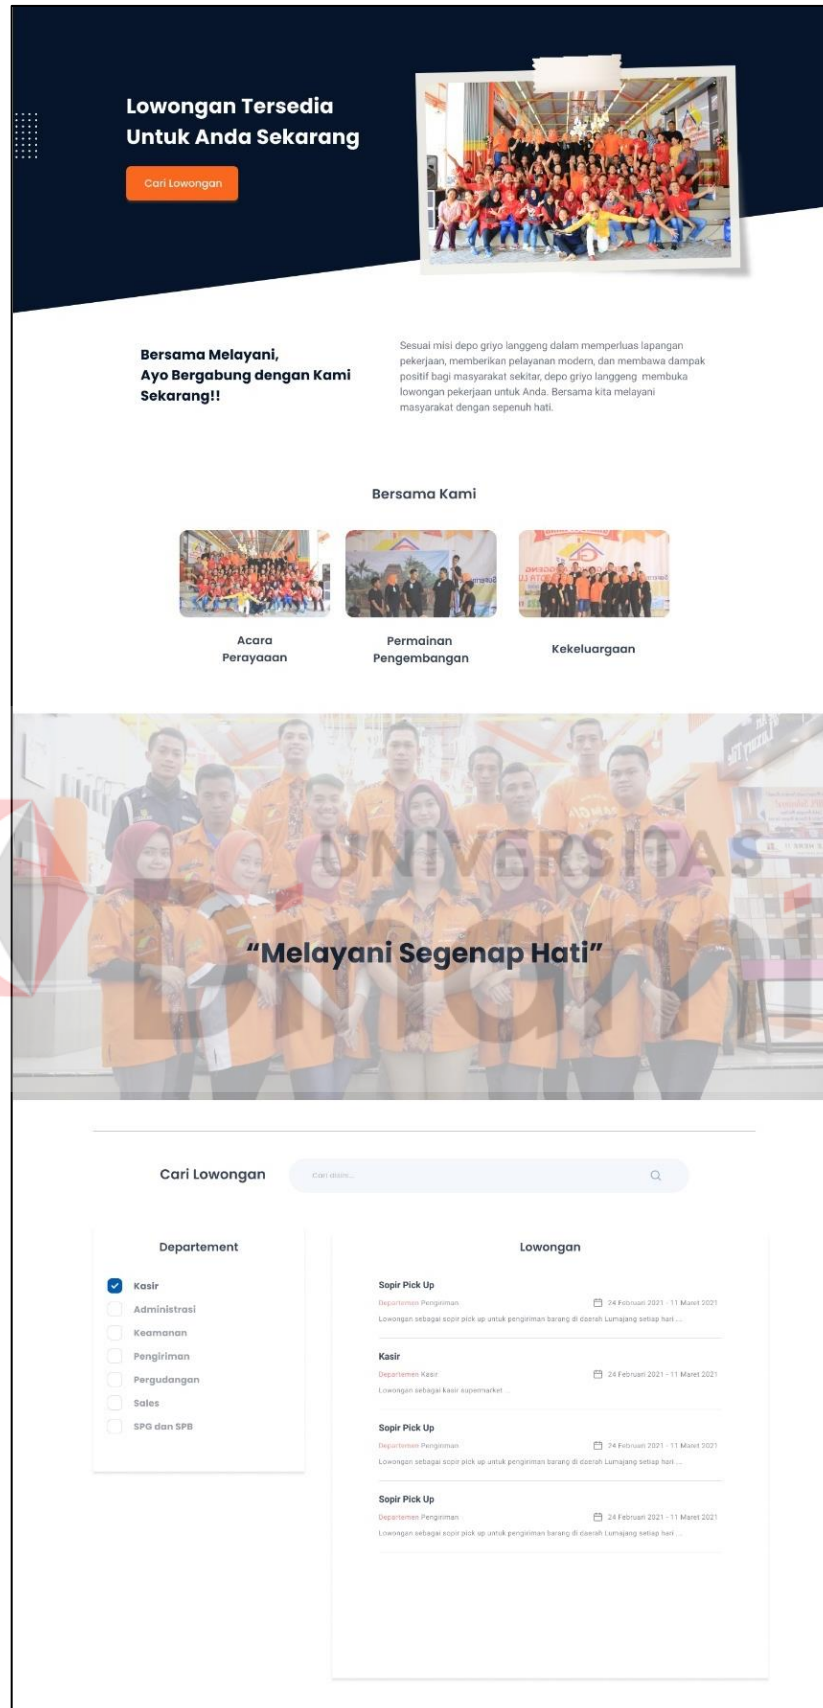 Lowongan Tersedia
Untuk Anda Sekarang
Cari Lowongan
Bersama Melayani,
Ayo Bergabung dengan Kami
Sekarang!!
Sesuai misi depo griyo langgeng dalam memperluas lapangan
pekerjaan, memberikan pelayanan modern, dan membawa dampak
positif bagi masyarakat sekitar, depo griyo langgeng membuka
lowongan pekerjaan untuk Anda. Bersama kita melayani
masyarakat dengan sepenuh hati.
Bersama Kami
Acara
Perayaaan
Permainan
Pengembangan
Kekeluargaan
UNIVERSITAS
Dinami
“Melayani Segenap Hati”
Cari Lowongan
Cari disini...
Departement
Kasir
Administrasi
Keamanan
Pengiriman
Pergudangan
Sales
SPG dan SPB
Lowongan
Sopir Pick Up
Departemen Pengiriman
24 Februari 2021 - 11 Maret 2021
Lowongan sebagai sopir pick up untuk pengiriman barang di daerah Lumajang setiap hari ...
Kasir
Departemen Kasir
24 Februari 2021 - 11 Maret 2021
Lowongan sebagai kasir supermarket ...
Sopir Pick Up
Departemen Pengiriman
24 Februari 2021 - 11 Maret 2021
Lowongan sebagai sopir pick up untuk pengiriman barang di daerah Lumajang setiap hari ...
Sopir Pick Up
Departemen Pengiriman
24 Februari 2021 - 11 Maret 2021
Lowongan sebagai sopir pick up untuk pengiriman barang di daerah Lumajang setiap hari ...